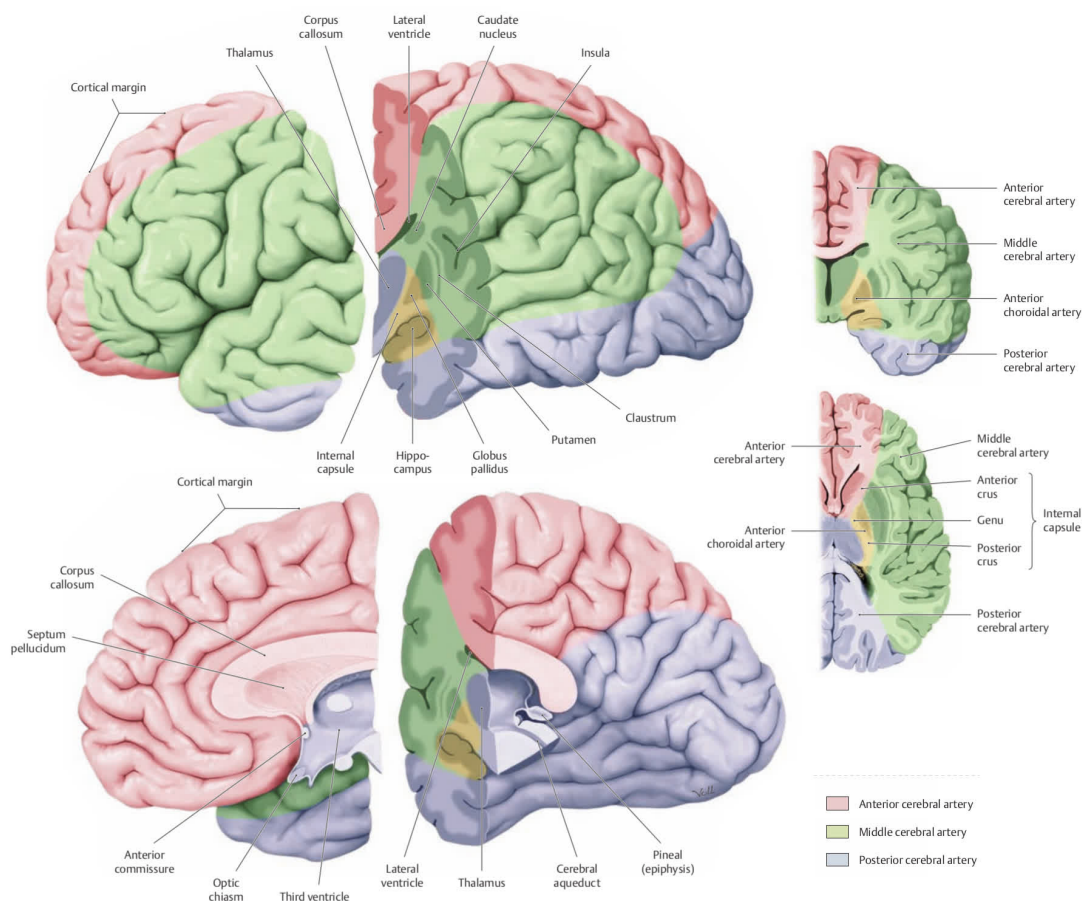 Corpus
callosum
Lateral
ventricle
Caudate
nucleus
Thalamus
Insula
Cortical margin
Claustrum
Putamen
Internal
capsule
Hippo-
campus
Globus
pallidus
Anterior
cerebral artery
Middle
cerebral artery
Anterior
choroidal artery
Posterior
cerebral artery
Anterior
cerebral artery
Middle
cerebral artery
Anterior
crus
Genu
Internal
capsule
Anterior
choroidal artery
Posterior
crus
Posterior
cerebral artery
Cortical margin
Corpus
callosum
Septum
pellucidum
Anterior
commissure
Optic
chiasm
Third ventricle
Lateral
ventricle
Thalamus
Cerebral
aqueduct
Pineal
(epiphysis)
Anterior cerebral artery
Middle cerebral artery
Posterior cerebral artery